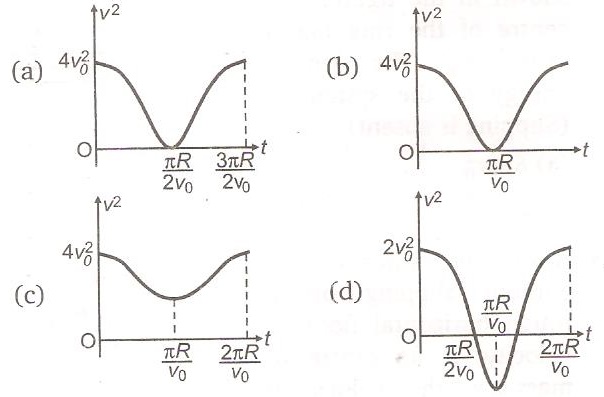 (a) v² 4v₀² O πR/2v₀ 3πR/2v₀ t
(b) v² 4v₀² O πR/v₀ t
(c) v² 4v₀² O πR/v₀ 2πR/v₀ t
(d) v² 2v₀² O πR/2v₀ πR/v₀ 2πR/v₀ t